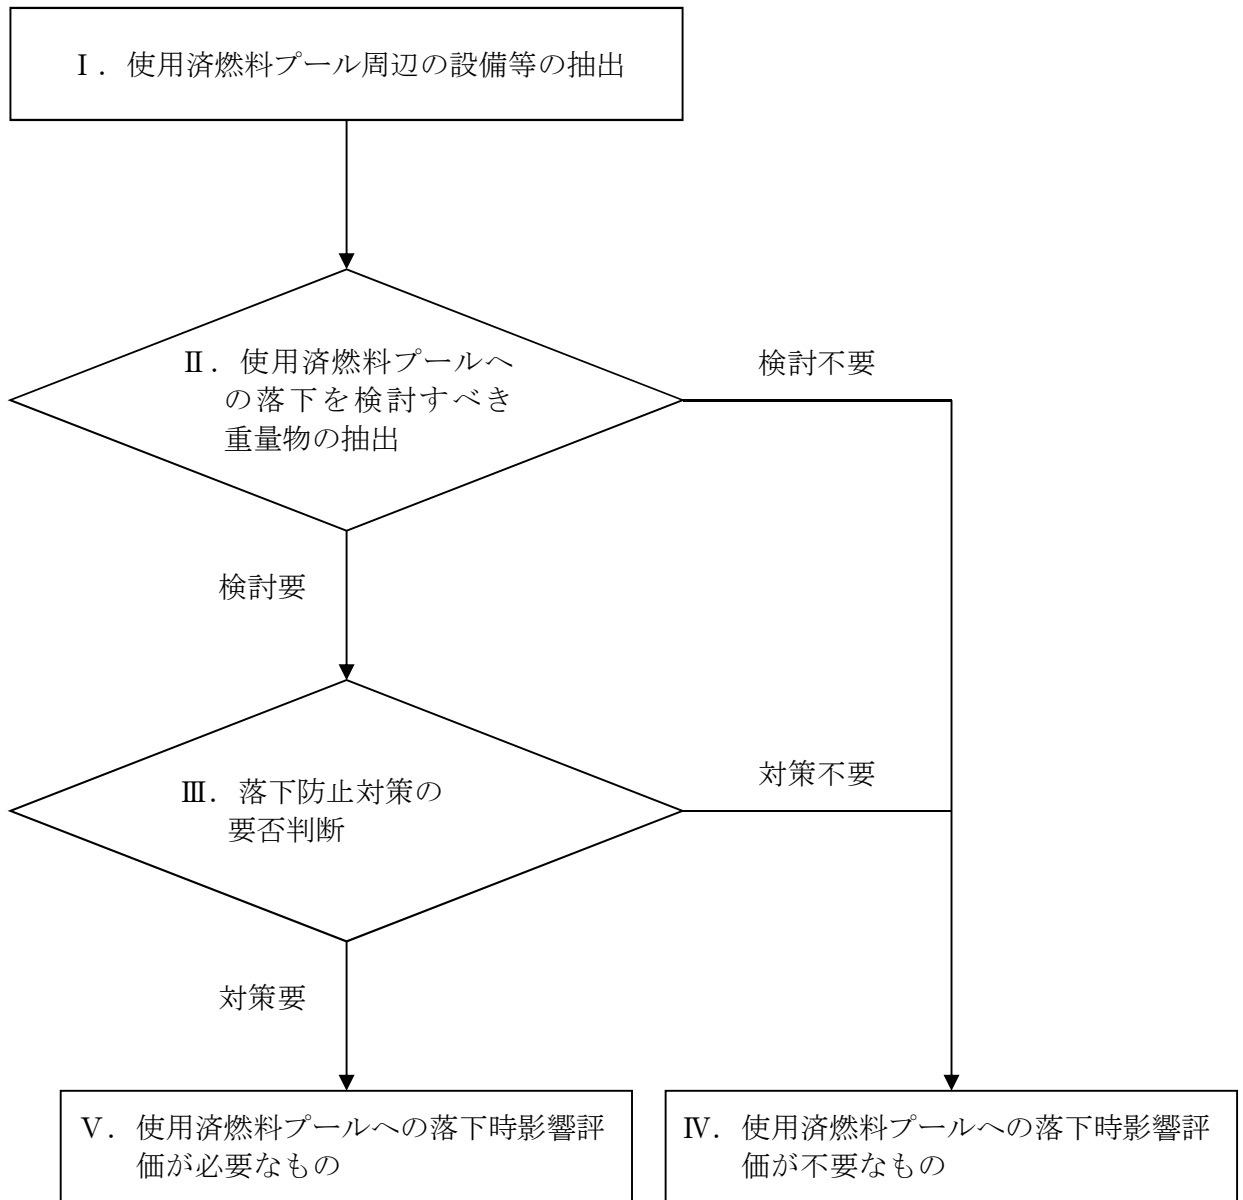 Ⅰ．使用済燃料プール周辺の設備等の抽出
Ⅱ．使用済燃料プールへ
の落下を検討すべき
重量物の抽出
検討不要
検討要
Ⅲ．落下防止対策の
要否判断
対策不要
対策要
Ⅴ．使用済燃料プールへの落下時影響評
価が必要なもの
Ⅳ．使用済燃料プールへの落下時影響評
価が不要なもの